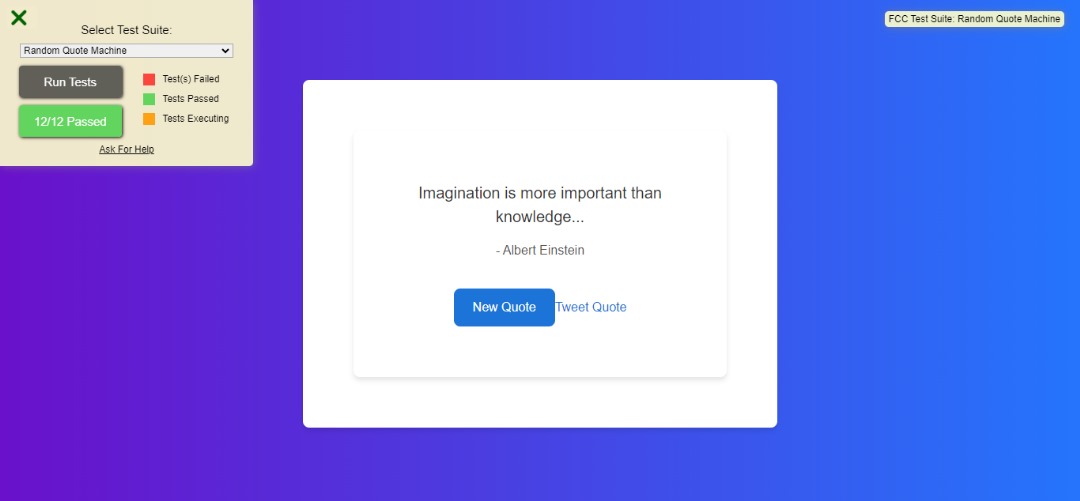 Select Test Suite:
Random Quote Machine
Run Tests
12/12 Passed
Test(s) Failed
Tests Passed
Tests Executing
Ask For Help
FCC Test Suite: Random Quote Machine
Imagination is more important than
knowledge...
- Albert Einstein
New Quote
Tweet Quote